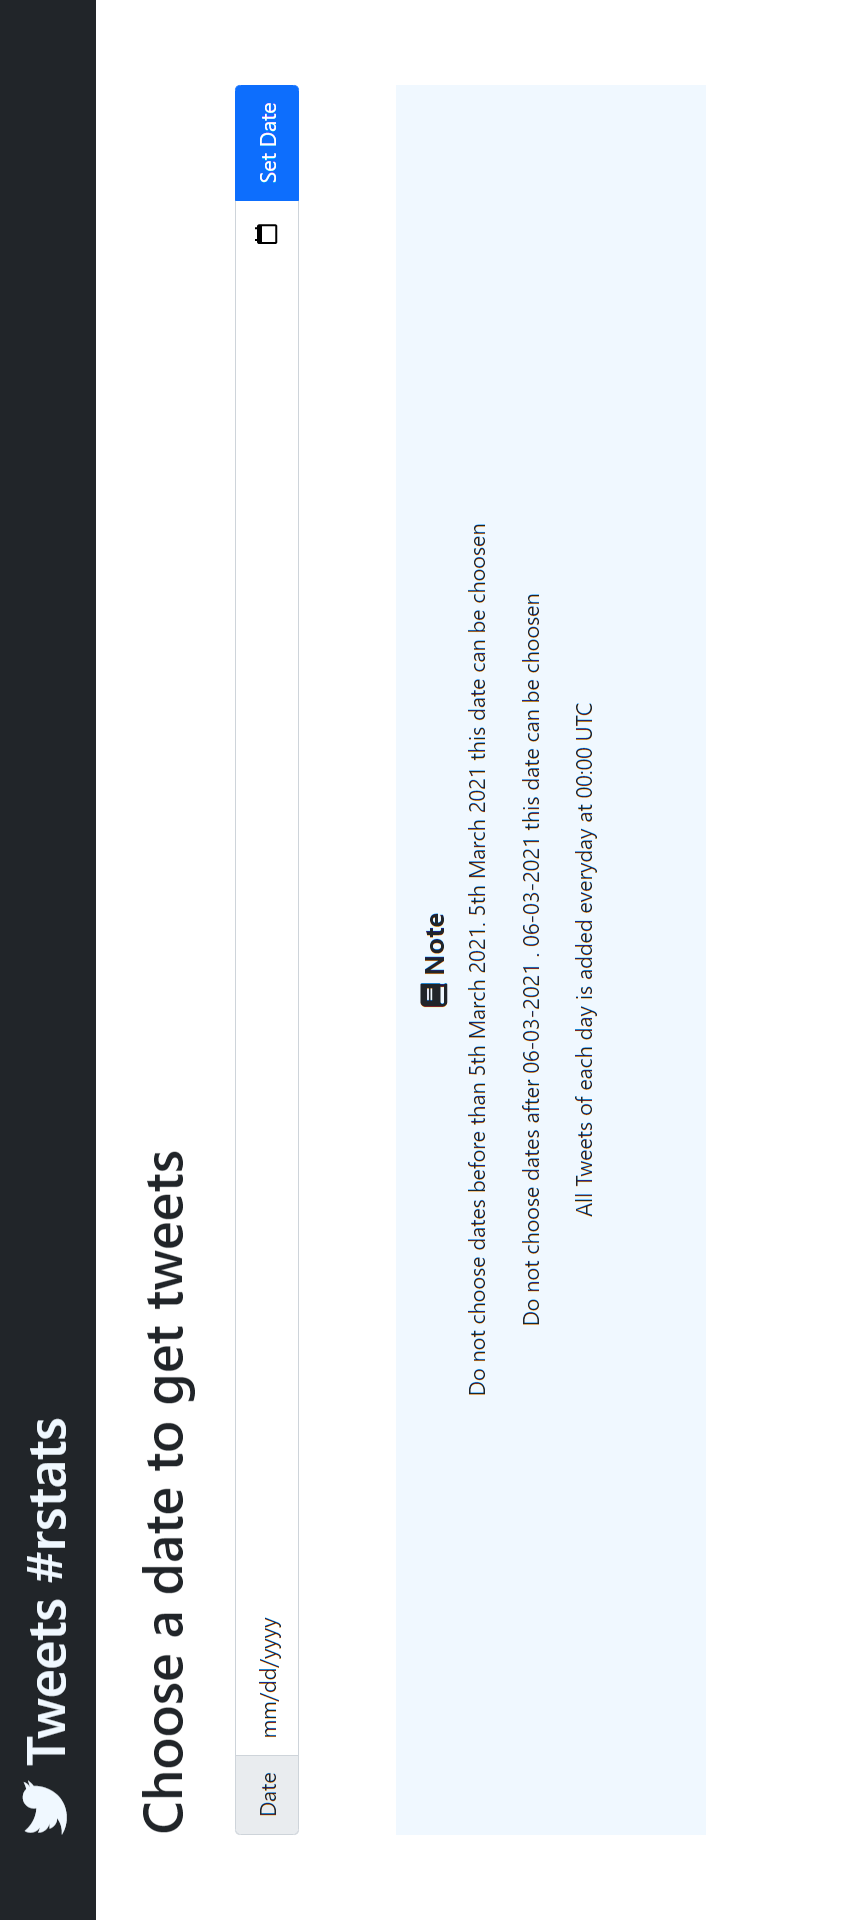 Tweets #rstats
Choose a date to get tweets
Date mm/dd/yyyy Set Date
Note
Do not choose dates before than 5th March 2021. 5th March 2021 this date can be choosen
Do not choose dates after 06-03-2021 . 06-03-2021 this date can be choosen
All Tweets of each day is added everyday at 00:00 UTC